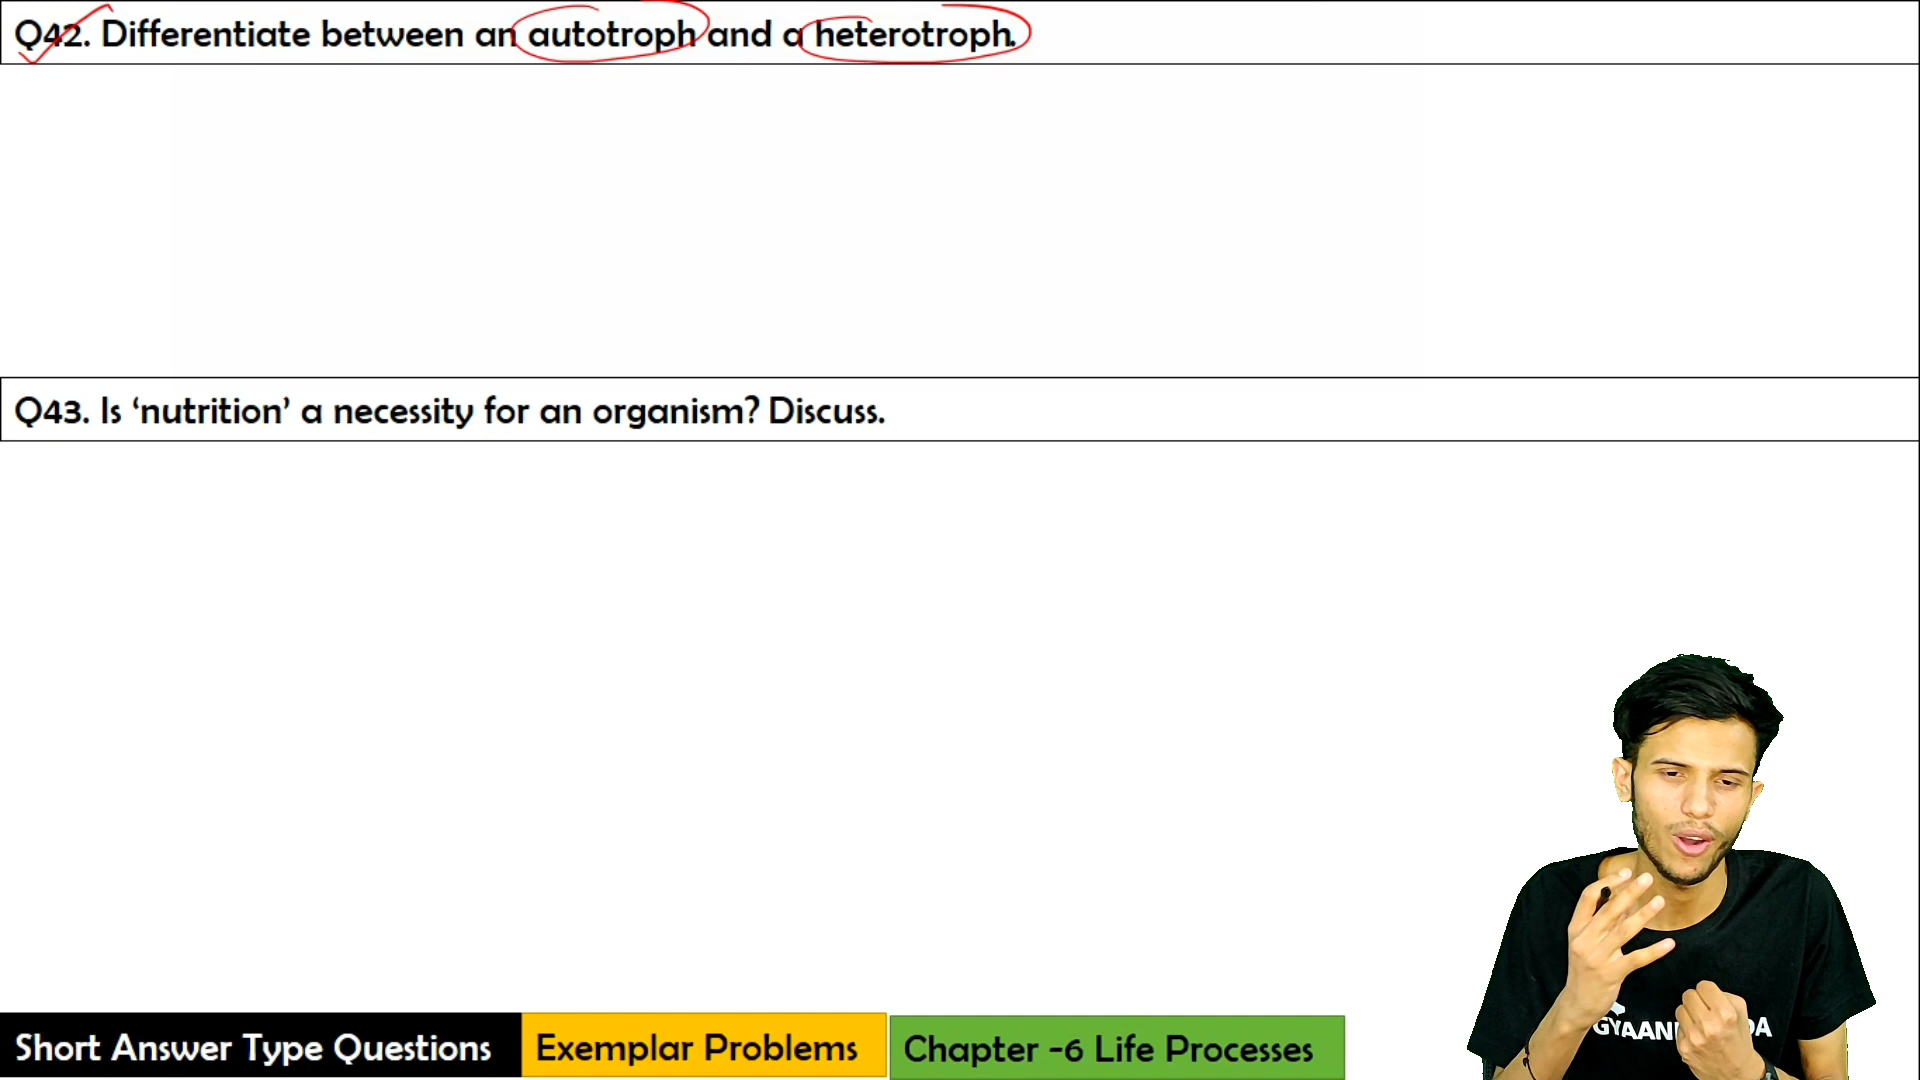 Q42. Differentiate between an autotroph and a heterotroph.
Q43. Is ‘nutrition’ a necessity for an organism? Discuss.
Short Answer Type Questions
Exemplar Problems
Chapter -6 Life Processes